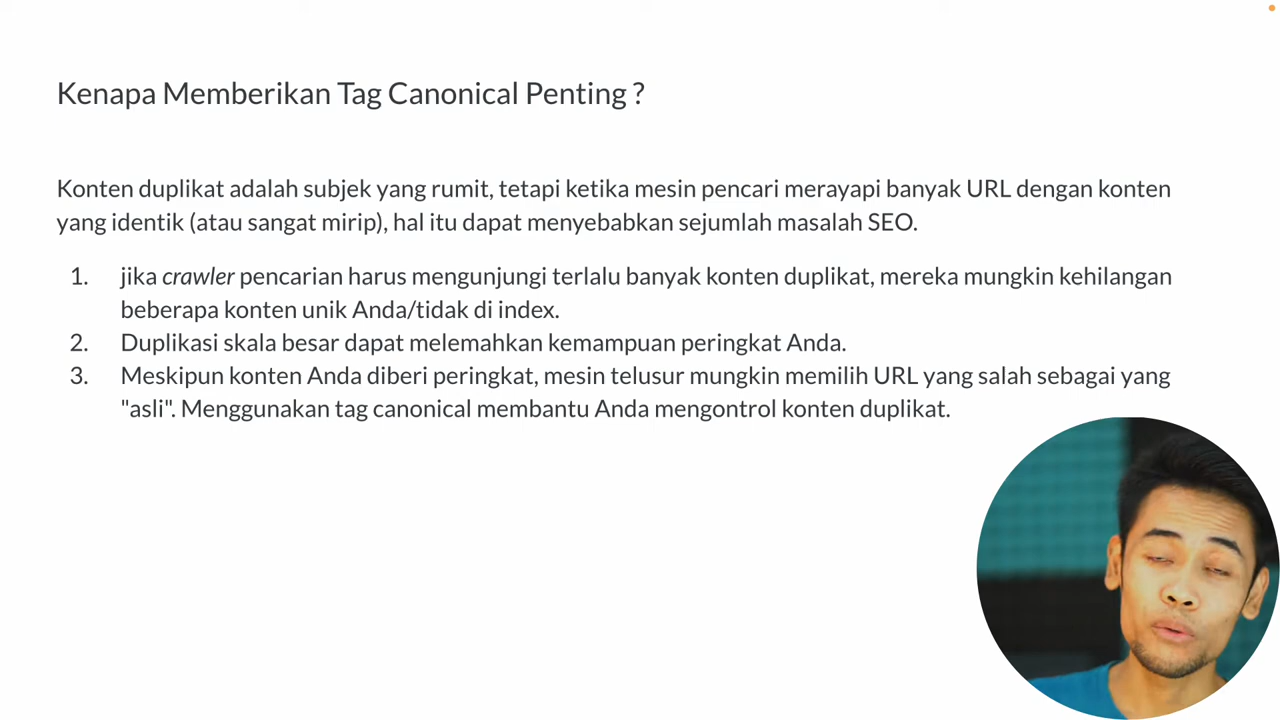 Kenapa Memberikan Tag Canonical Penting ?
Konten duplikat adalah subjek yang rumit, tetapi ketika mesin pencari merayapi banyak URL dengan konten
yang identik (atau sangat mirip), hal itu dapat menyebabkan sejumlah masalah SEO.
1. jika crawler pencarian harus mengunjungi terlalu banyak konten duplikat, mereka mungkin kehilangan
beberapa konten unik Anda/tidak di index.
2. Duplikasi skala besar dapat melemahkan kemampuan peringkat Anda.
3. Meskipun konten Anda diberi peringkat, mesin telusur mungkin memilih URL yang salah sebagai yang
"asli". Menggunakan tag canonical membantu Anda mengontrol konten duplikat.